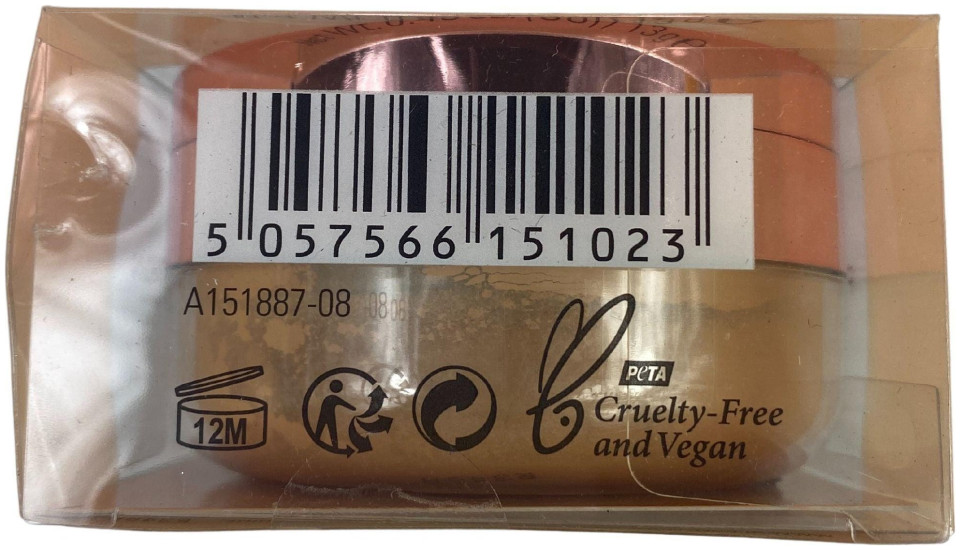 5 057566 151023
A151887-08
12M
PeTA
Cruelty-Free
and Vegan